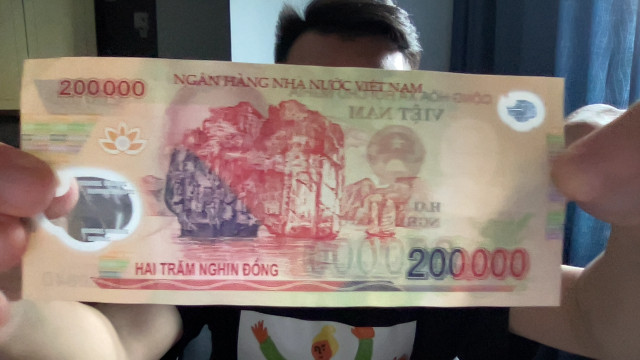 200000
NGÂN HÀNG NHÀ NƯỚC VIỆT NAM
VIỆT NAM
HAI TRĂM NGHÌN ĐỒNG
200000